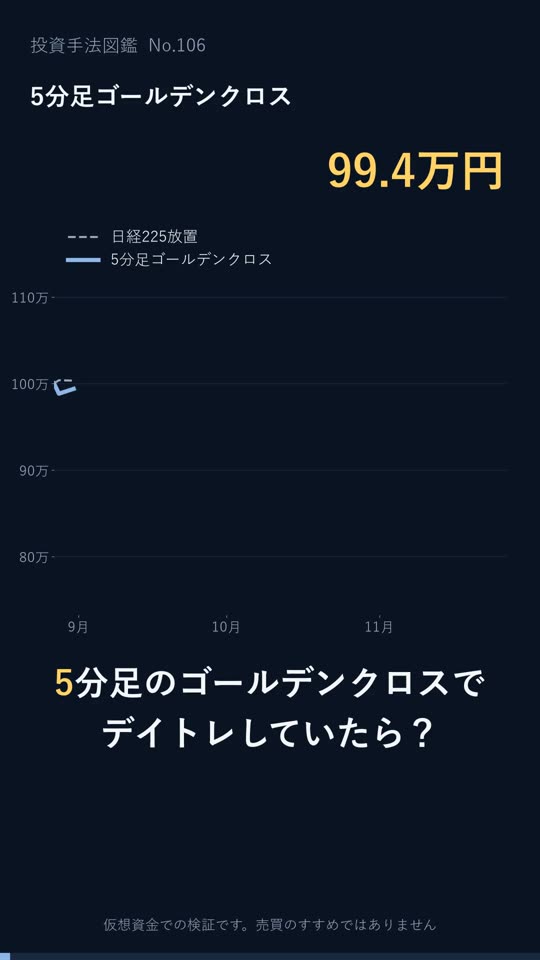 投資手法図鑑 No.106
5分足ゴールデンクロス
99.4万円
日経225放置
5分足ゴールデンクロス
110万
100万
90万
80万
9月 10月 11月
5分足のゴールデンクロスで
デイトレしていたら？
仮想資金での検証です。売買のすすめではありません